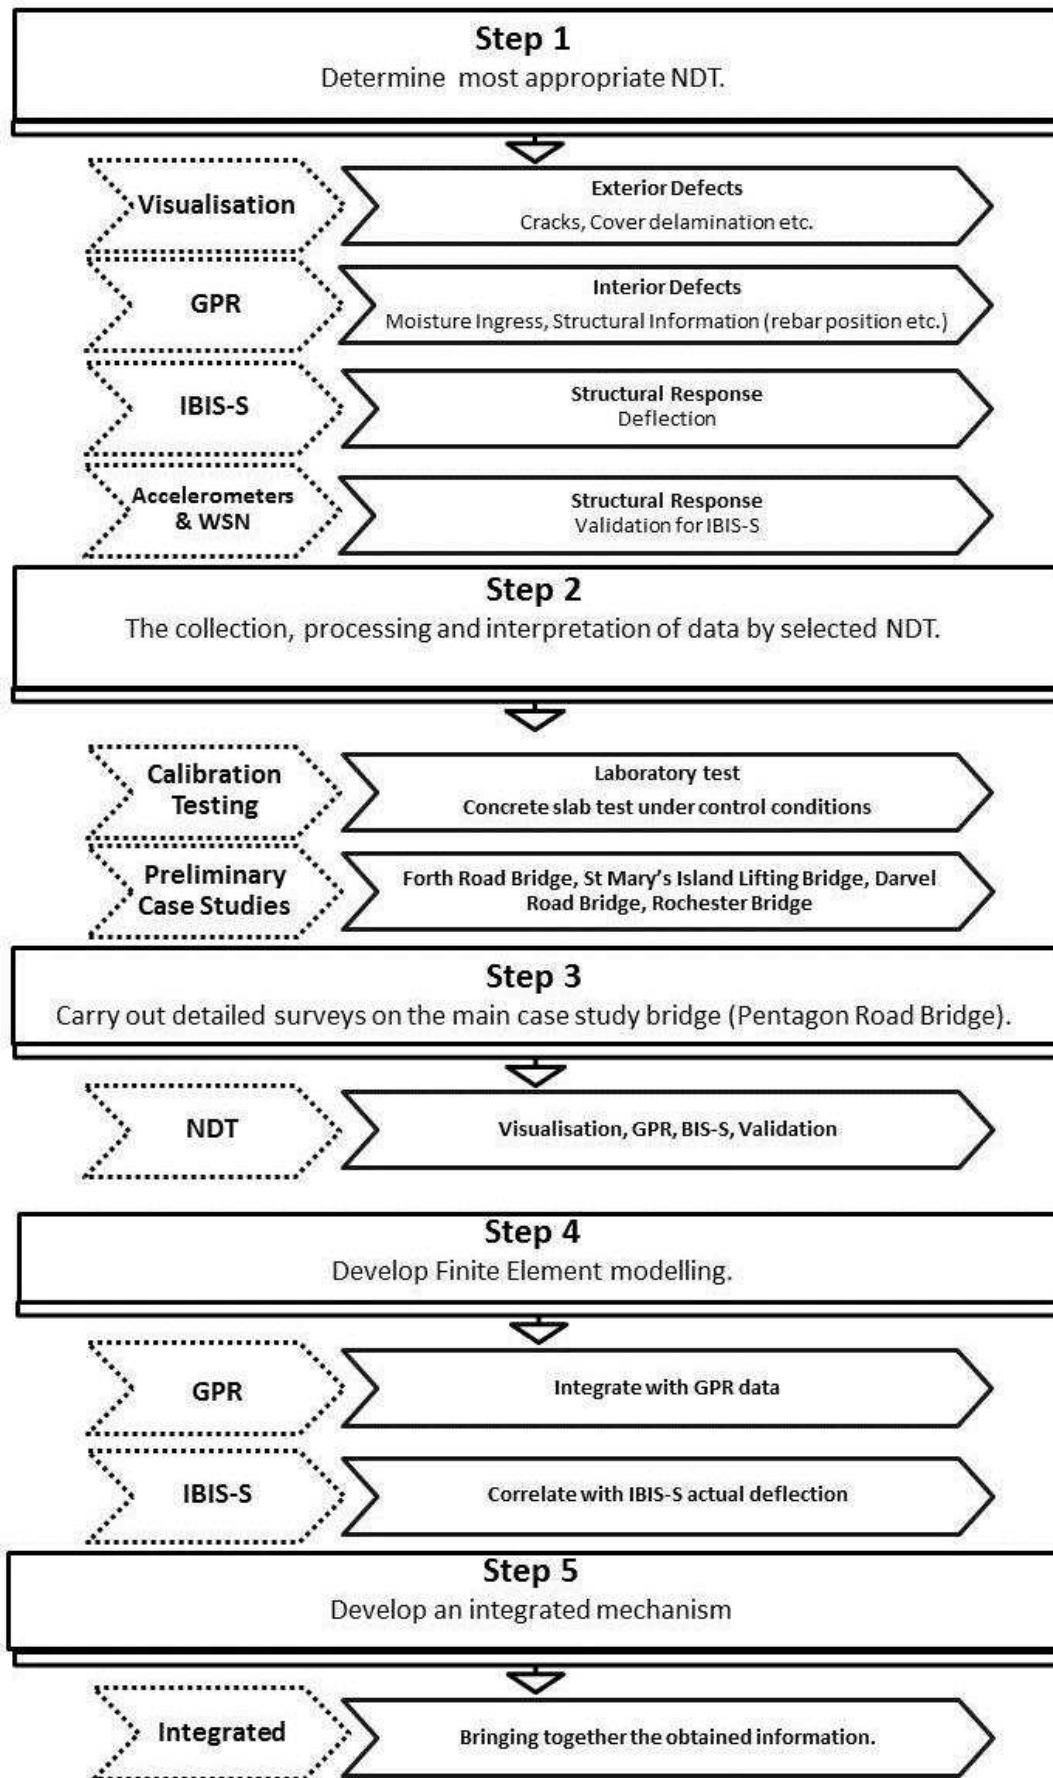 Step 1
Determine most appropriate NDT.
Visualisation
Exterior Defects
Cracks, Cover delamination etc.
GPR
Interior Defects
Moisture Ingress, Structural Information (rebar position etc.)
IBIS-S
Structural Response
Deflection
Accelerometers
& WSN
Structural Response
Validation for IBIS-S
Step 2
The collection, processing and interpretation of data by selected NDT.
Calibration
Testing
Laboratory test
Concrete slab test under control conditions
Preliminary
Case Studies
Forth Road Bridge, St Mary's Island Lifting Bridge, Darvel
Road Bridge, Rochester Bridge
Step 3
Carry out detailed surveys on the main case study bridge (Pentagon Road Bridge).
NDT
Visualisation, GPR, BIS-S, Validation
Step 4
Develop Finite Element modelling.
GPR
Integrate with GPR data
IBIS-S
Correlate with IBIS-S actual deflection
Step 5
Develop an integrated mechanism
Integrated
Bringing together the obtained information.